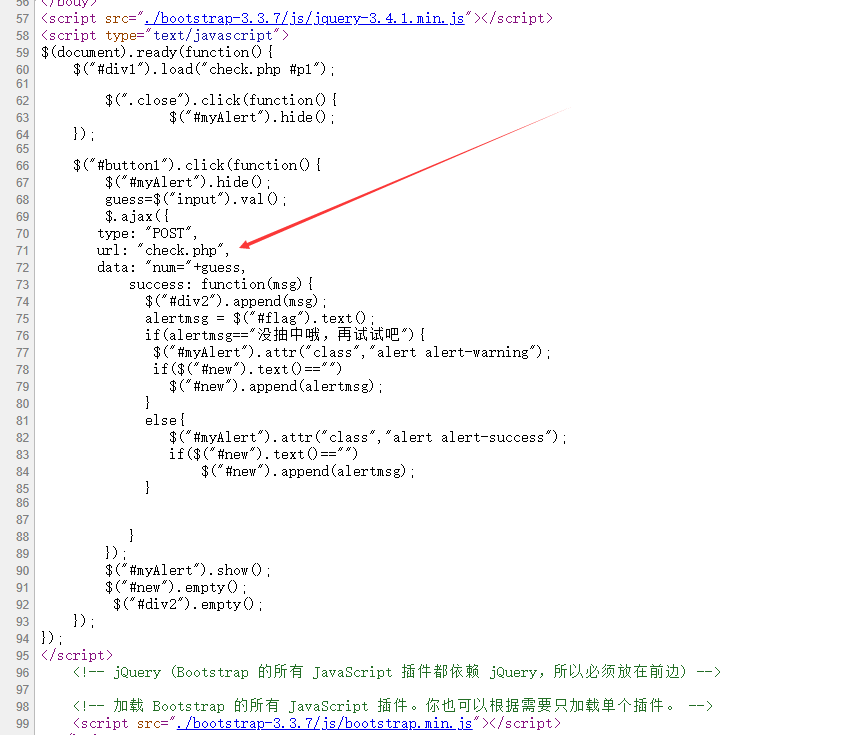 56 </body>
57 <script src="./bootstrap-3.3.7/js/jquery-3.4.1.min.js"></script>
58 <script type="text/javascript">
59 $(document).ready(function(){
60     $("#div1").load("check.php #p1");
61
62         $(".close").click(function(){
63                 $("#myAlert").hide();
64     });
65
66     $("#button1").click(function(){
67         $("#myAlert").hide();
68         guess=$("input").val();
69         $.ajax({
70        type: "POST",
71        url: "check.php",
72        data: "num="+guess,
73            success: function(msg){
74              $("#div2").append(msg);
75              alertmsg = $("#flag").text();
76              if(alertmsg=="没抽中哦，再试试吧"){
77               $("#myAlert").attr("class","alert alert-warning");
78               if($("#new").text()=="")
79                 $("#new").append(alertmsg);
80              }
81              else{
82                 $("#myAlert").attr("class","alert alert-success");
83                 if($("#new").text()=="")
84                     $("#new").append(alertmsg);
85              }
86
87
88            }
89         });
90         $("#myAlert").show();
91         $("#new").empty();
92          $("#div2").empty();
93     });
94 });
95 </script>
96     <!-- jQuery (Bootstrap 的所有 JavaScript 插件都依赖 jQuery，所以必须放在前边) -->
97
98     <!-- 加载 Bootstrap 的所有 JavaScript 插件。你也可以根据需要只加载单个插件。 -->
99     <script src="./bootstrap-3.3.7/js/bootstrap.min.js"></script>